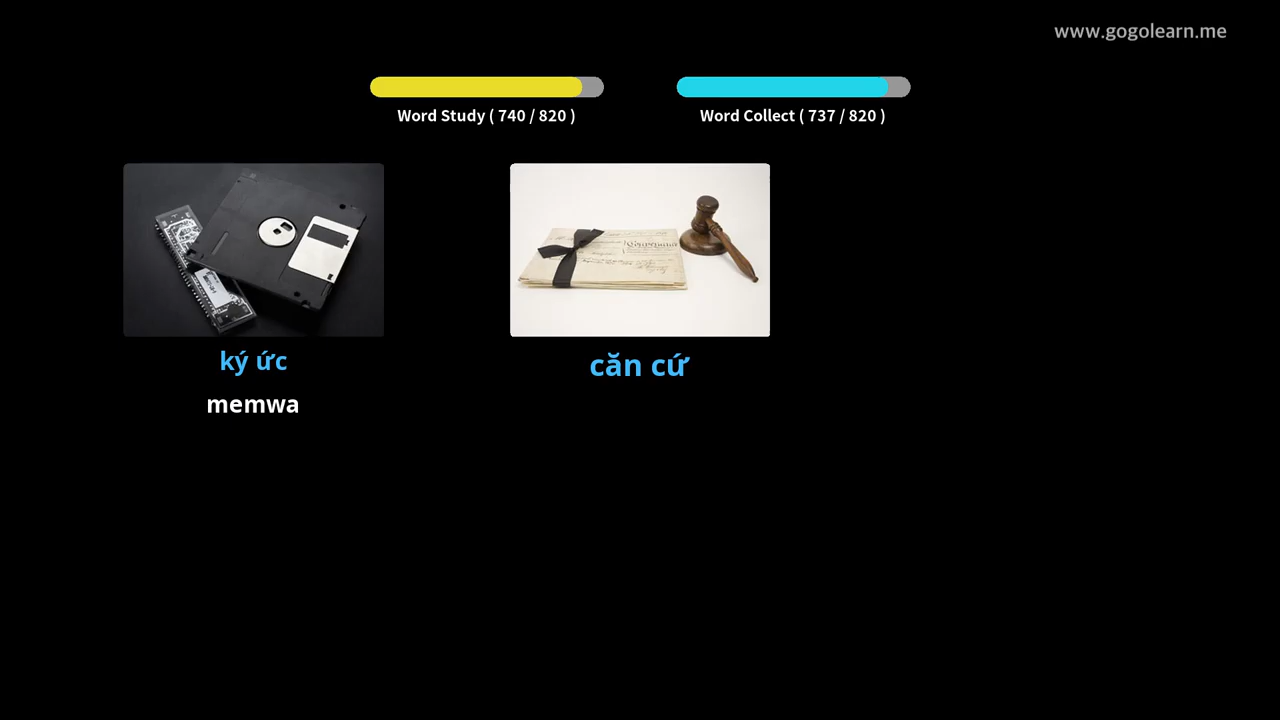 www.gogolearn.me
Word Study ( 740 / 820 )
Word Collect ( 737 / 820 )
ký ức
memwa
căn cứ